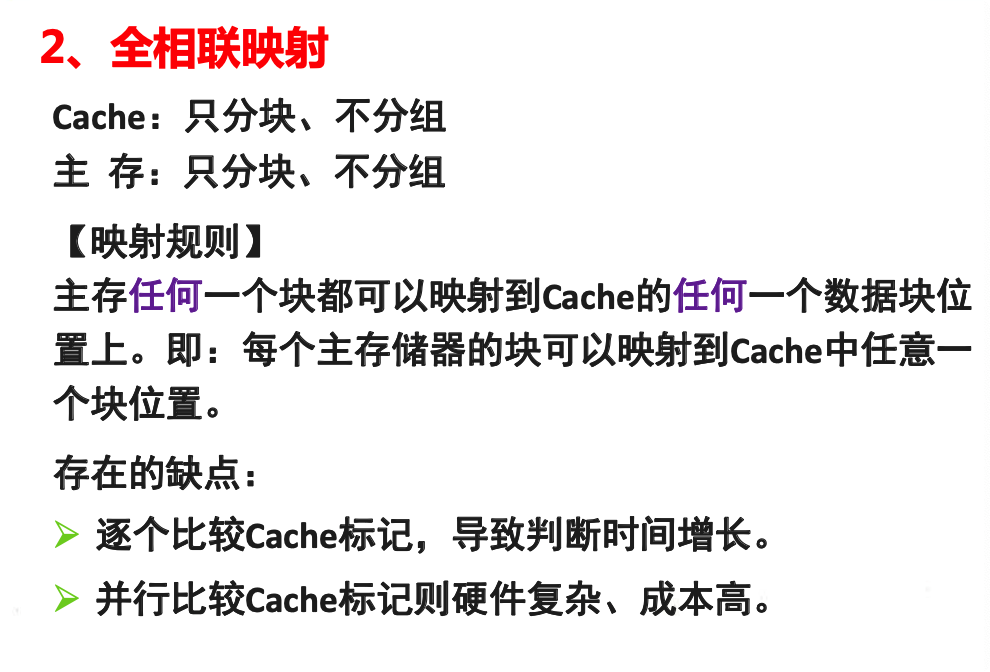 2、全相联映射
Cache：只分块、不分组
主 存：只分块、不分组
【映射规则】
主存任何一个块都可以映射到Cache的任何一个数据块位
置上。即：每个主存储器的块可以映射到Cache中任意一
个块位置。
存在的缺点：
逐个比较Cache标记，导致判断时间增长。
并行比较Cache标记则硬件复杂、成本高。